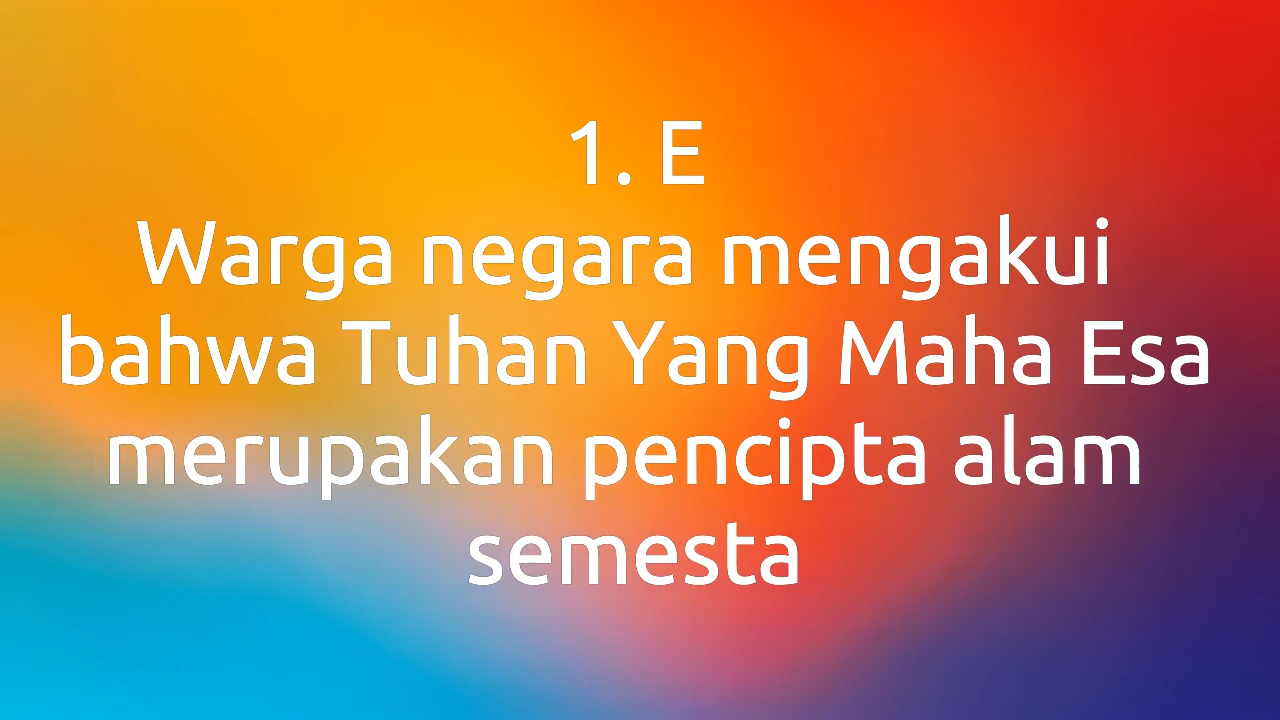 1. E
Warga negara mengakui
bahwa Tuhan Yang Maha Esa
merupakan pencipta alam
semesta